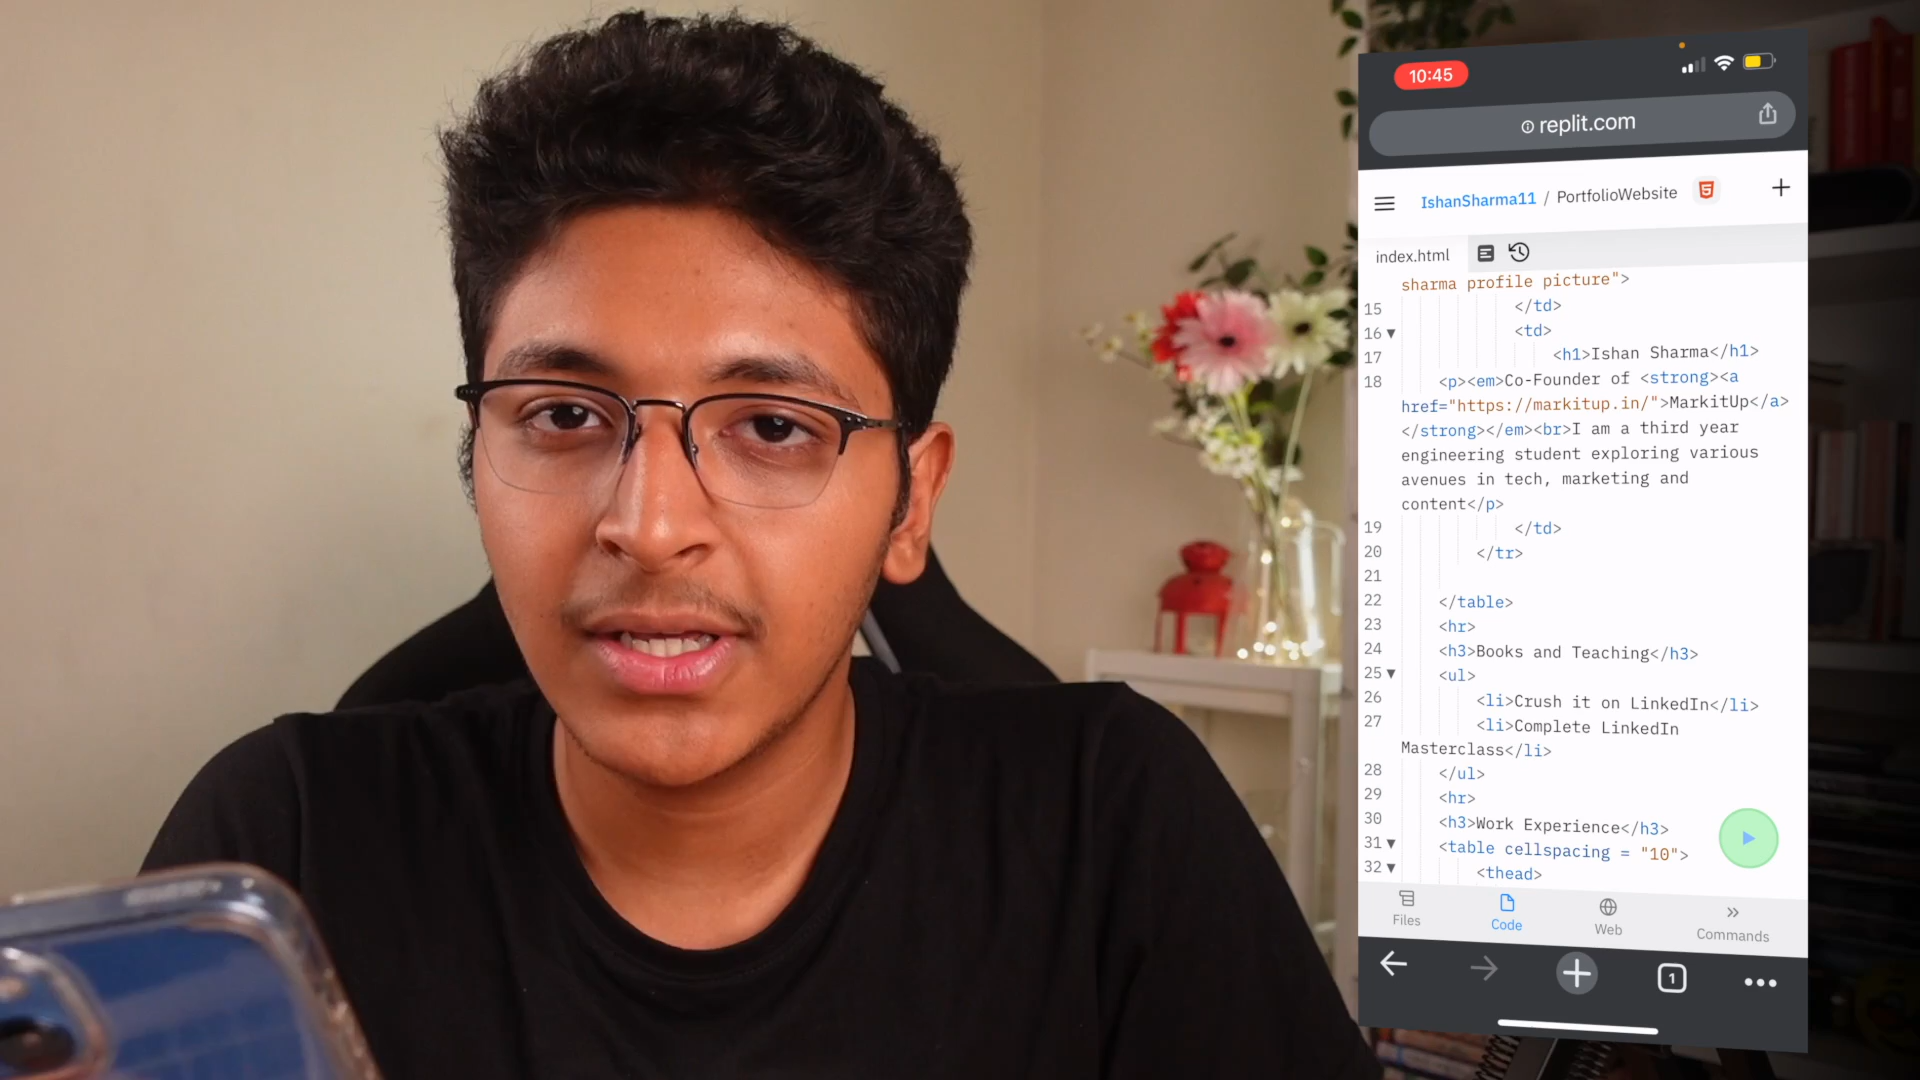 10:45
replit.com
IshanSharma11 / PortfolioWebsite
index.html
sharma profile picture">
15 </td>
16 <td>
17 <h1>Ishan Sharma</h1>
18 <p><em>Co-Founder of <strong><a
href="https://markitup.in/">MarkitUp</a>
</strong></em><br>I am a third year
engineering student exploring various
avenues in tech, marketing and
content</p>
19 </td>
20 </tr>
21
22 </table>
23 <hr>
24 <h3>Books and Teaching</h3>
25 <ul>
26 <li>Crush it on LinkedIn</li>
27 <li>Complete LinkedIn
Masterclass</li>
28 </ul>
29 <hr>
30 <h3>Work Experience</h3>
31 <table cellspacing = "10">
32 <thead>
Files
Code
Web
Commands
1